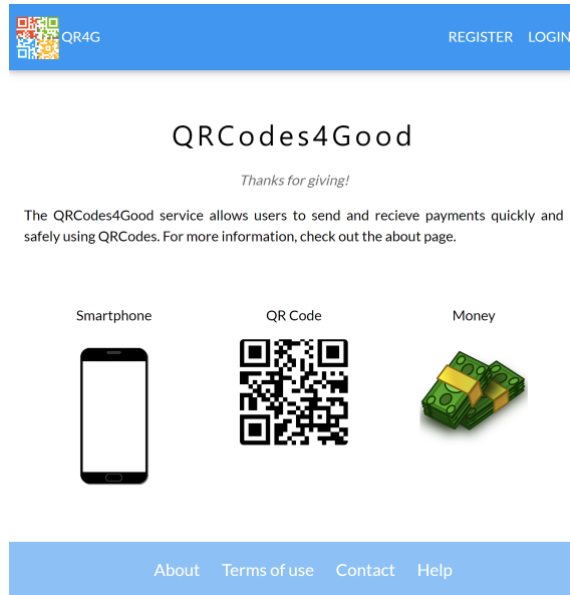 QR4G
REGISTER LOGIN
QRCodes4Good
Thanks for giving!
The QRCodes4Good service allows users to send and recieve payments quickly and
safely using QRCodes. For more information, check out the about page.
Smartphone QR Code Money
About Terms of use Contact Help